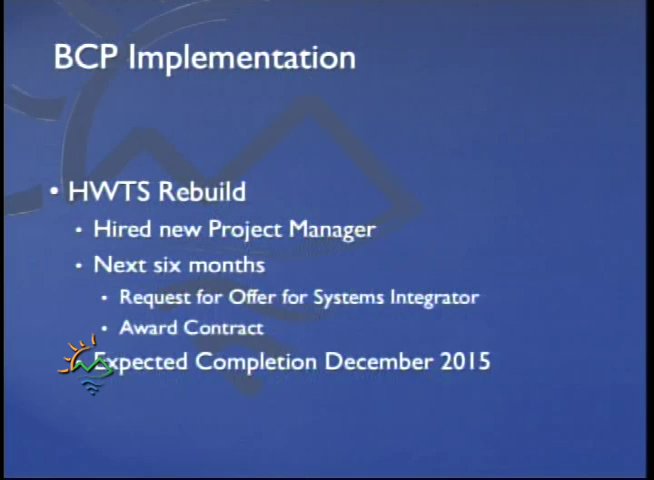 BCP Implementation
• HWTS Rebuild
• Hired new Project Manager
• Next six months
• Request for Offer for Systems Integrator
• Award Contract
• Expected Completion December 2015